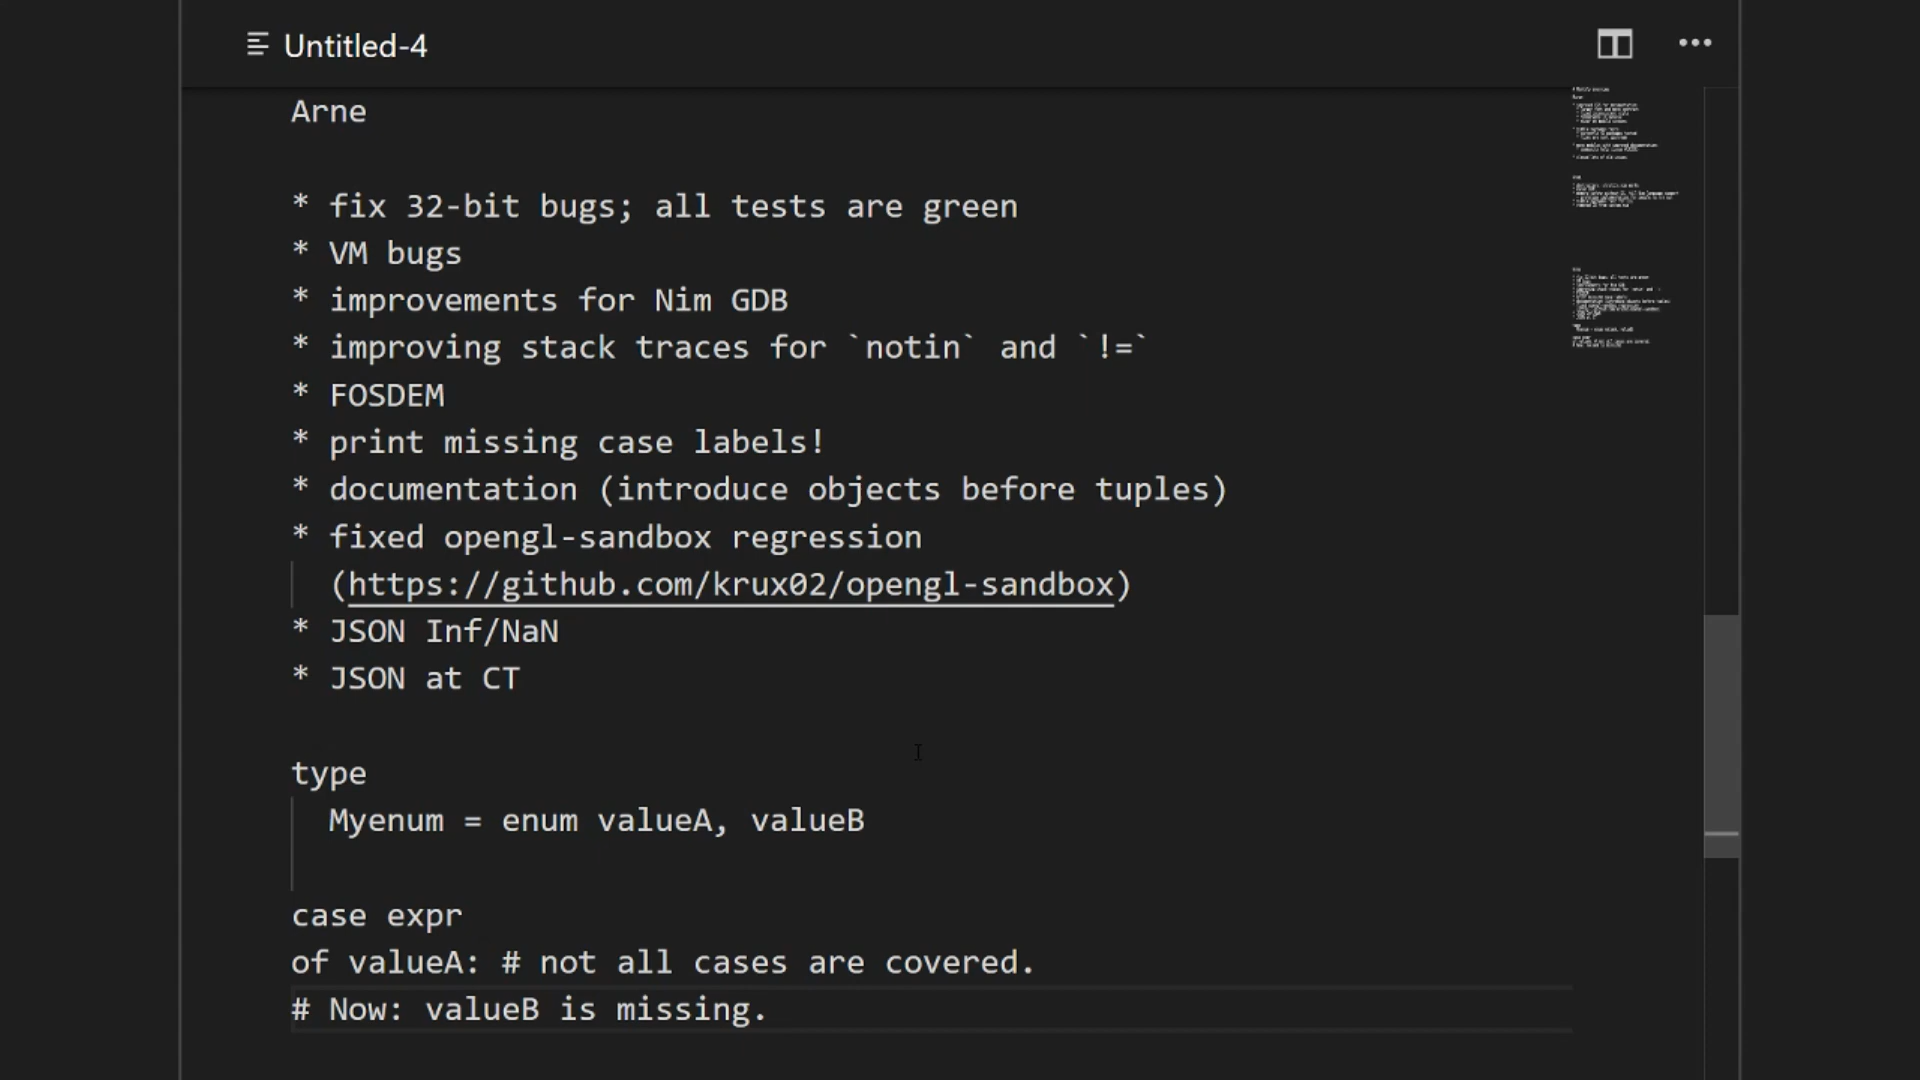 Untitled-4
Arne
* fix 32-bit bugs; all tests are green
* VM bugs
* improvements for Nim GDB
* improving stack traces for `notin` and `!=`
* FOSDEM
* print missing case labels!
* documentation (introduce objects before tuples)
* fixed opengl-sandbox regression
(https://github.com/krux02/opengl-sandbox)
* JSON Inf/NaN
* JSON at CT
type
Myenum = enum valueA, valueB
case expr
of valueA: # not all cases are covered.
# Now: valueB is missing.